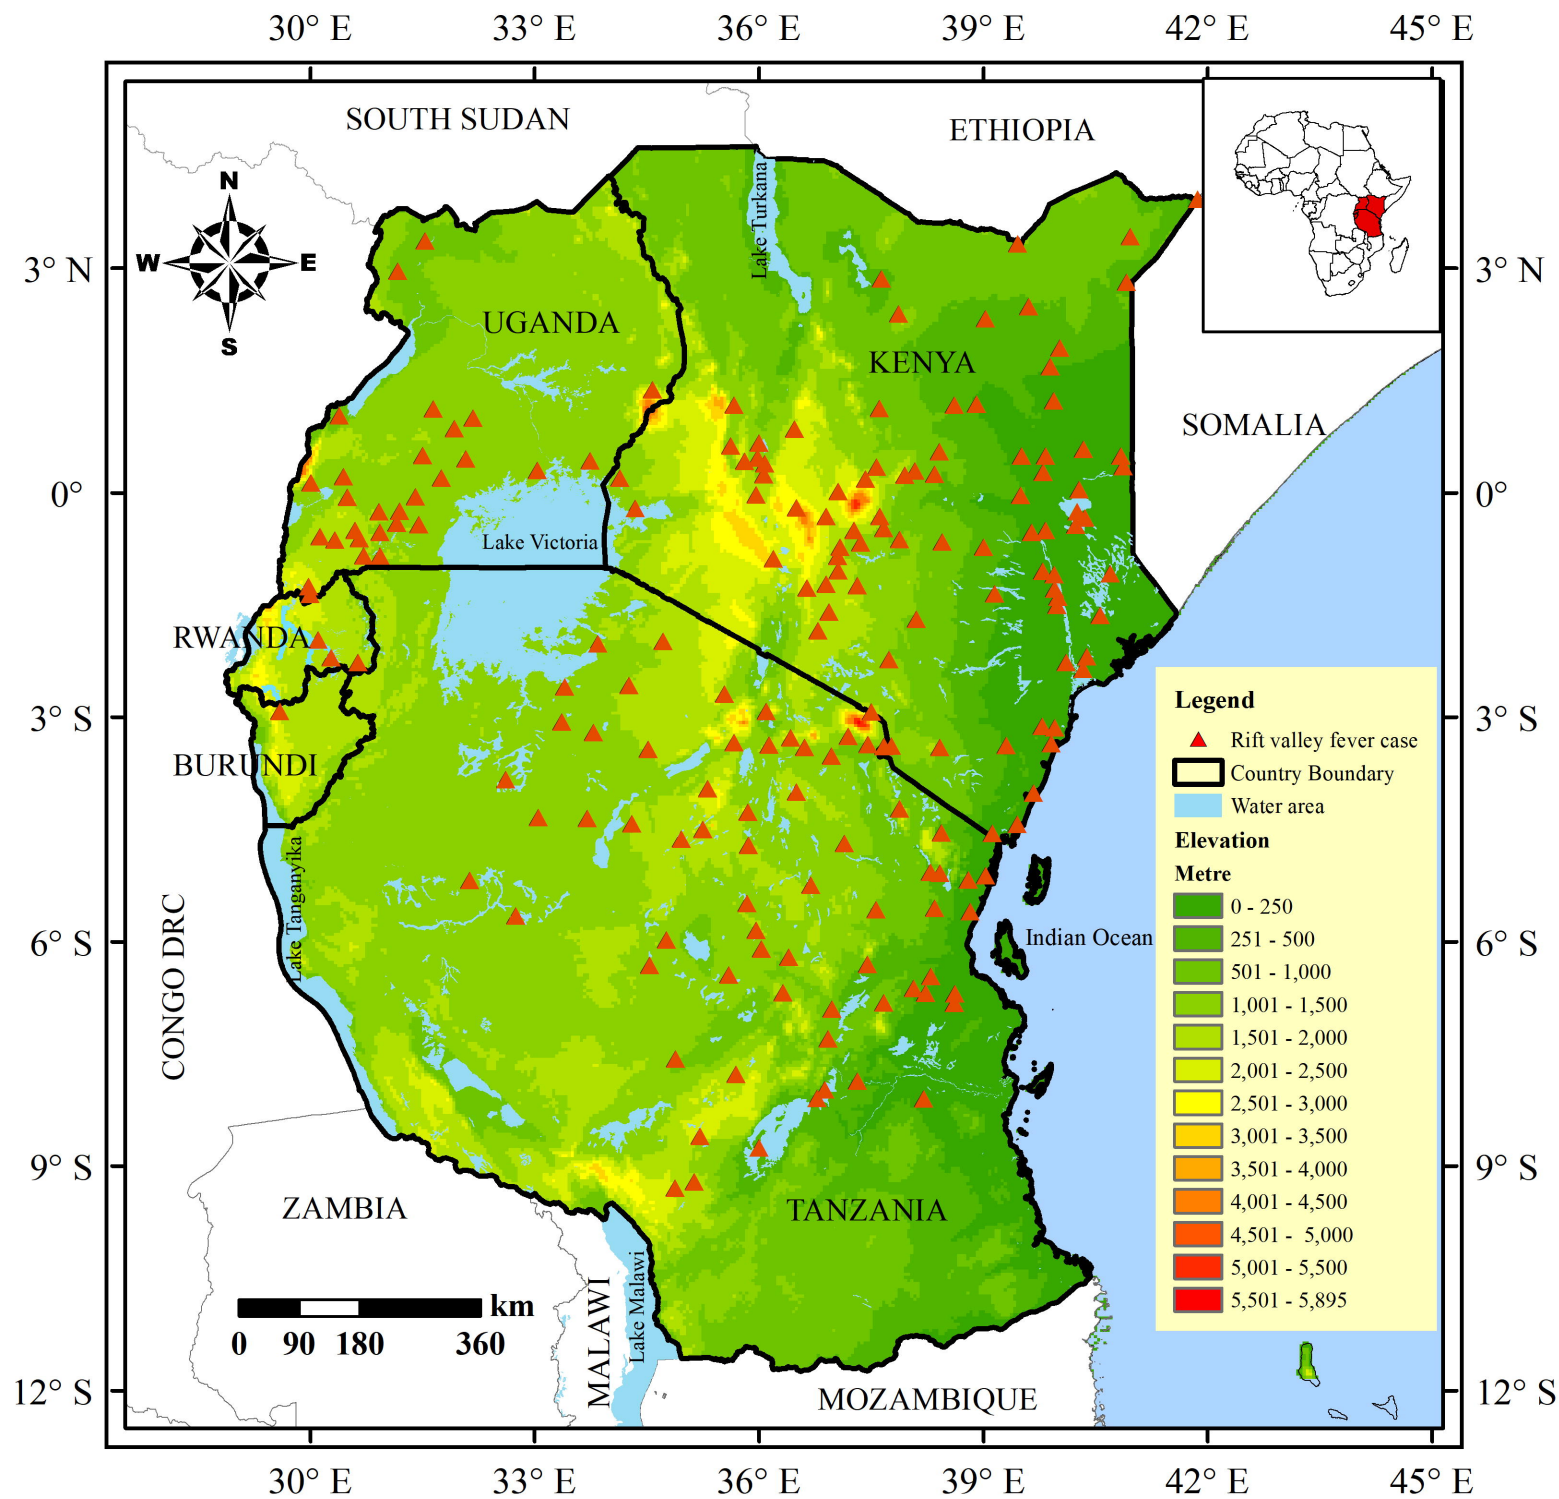 30° E 33° E 36° E 39° E 42° E 45° E
SOUTH SUDAN
ETHIOPIA
N
W E
S
3° N
3° N
Lake Turkana
UGANDA
KENYA
SOMALIA
0°
0°
Lake Victoria
RWANDA
3° S
3° S
BURUNDI
Lake Tanganyika
CONGO DRC
6° S
6° S
Indian Ocean
Legend
Rift valley fever case
Country Boundary
Water area
Elevation
Metre
0 - 250
251 - 500
501 - 1,000
1,001 - 1,500
1,501 - 2,000
2,001 - 2,500
2,501 - 3,000
3,001 - 3,500
3,501 - 4,000
4,001 - 4,500
4,501 - 5,000
5,001 - 5,500
5,501 - 5,895
9° S
9° S
ZAMBIA
TANZANIA
km
0 90 180 360
MALAWI
Lake Malawi
12° S
12° S
MOZAMBIQUE
30° E 33° E 36° E 39° E 42° E 45° E